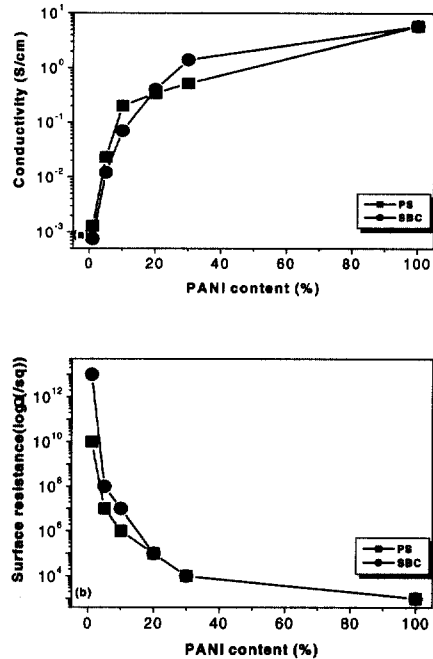 Conductivity (S/cm)
10^1
10^0
10^-1
10^-2
10^-3
PS
SBC
0 20 40 60 80 100
PANI content (%)
Surface resistance(logΩ(/sq))
10^12
10^10
10^8
10^6
10^4
(b)
PS
SBC
0 20 40 60 80 100
PANI content (%)